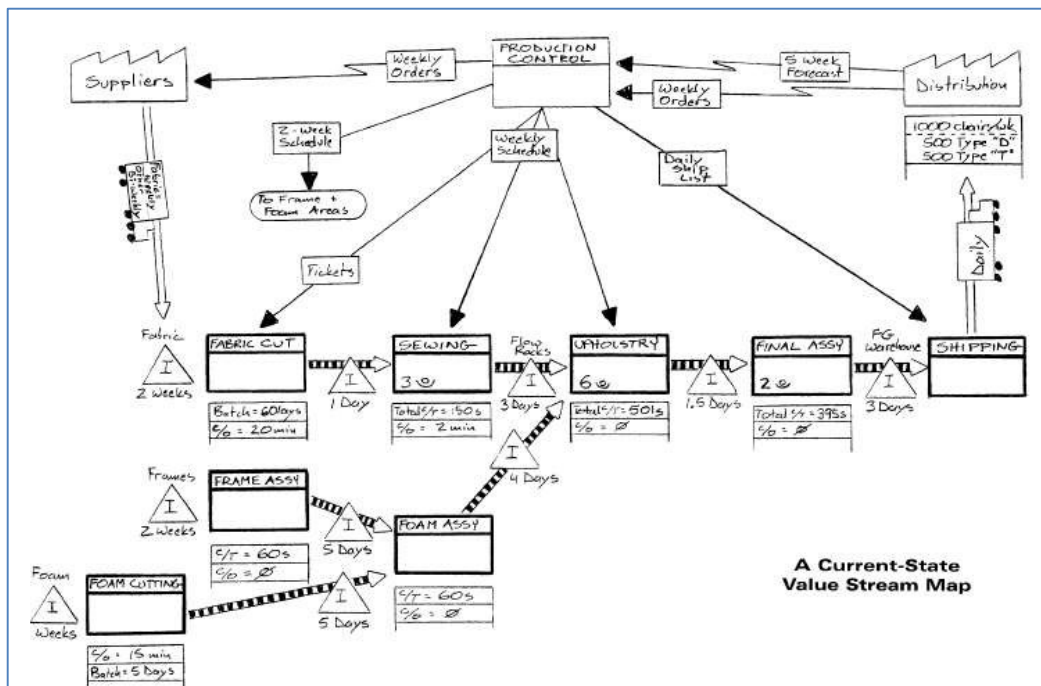 Suppliers
Weekly
Orders
PRODUCTION
CONTROL
5 Week
Forecast
Weekly
Orders
Distribution
1000 chair/wk
500 Type "D"
500 Type "T"
2-Week
Schedule
To Frame +
Foam Areas
Weekly
Schedule
Daily
Ship
List
Fabric
Tickets
Daily
Fabric
I
2 Weeks
FABRIC CUT
Batch = 60 lays
C/O = 20 min
I
1 Day
SEWING
3
Total C/T = 150s
C/O = 2 min
Flow
Racks
I
3 Days
UPHOLSTRY
6
Total C/T = 501s
C/O = Ø
I
1.5 Days
FINAL ASSY
2
Total C/T = 395s
C/O = Ø
FG
Warehouse
I
3 Days
SHIPPING
I
4 Days
Frames
I
2 Weeks
FRAME ASSY
C/T = 60s
C/O = Ø
I
5 Days
FOAM ASSY
C/T = 60s
C/O = Ø
Foam
I
Weeks
FOAM CUTTING
C/O = 15 min
Batch = 5 Days
I
5 Days
A Current-State
Value Stream Map